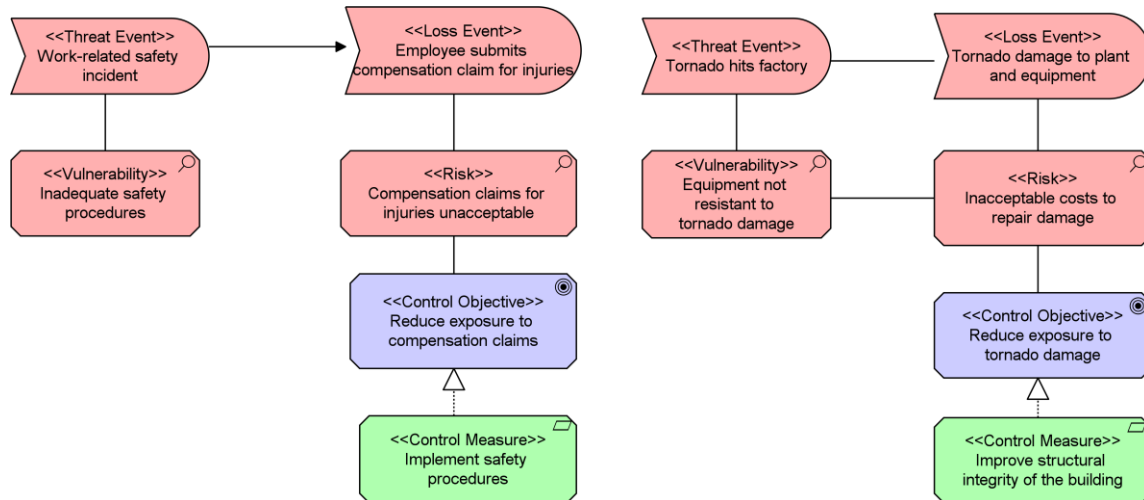 <<Threat Event>>
Work-related safety
incident
<<Loss Event>>
Employee submits
compensation claim for injuries
<<Vulnerability>>
Inadequate safety
procedures
<<Risk>>
Compensation claims for
injuries unacceptable
<<Control Objective>>
Reduce exposure to
compensation claims
<<Control Measure>>
Implement safety
procedures
<<Threat Event>>
Tornado hits factory
<<Loss Event>>
Tornado damage to plant
and equipment
<<Vulnerability>>
Equipment not
resistant to
tornado damage
<<Risk>>
Inacceptable costs to
repair damage
<<Control Objective>>
Reduce exposure to
tornado damage
<<Control Measure>>
Improve structural
integrity of the building